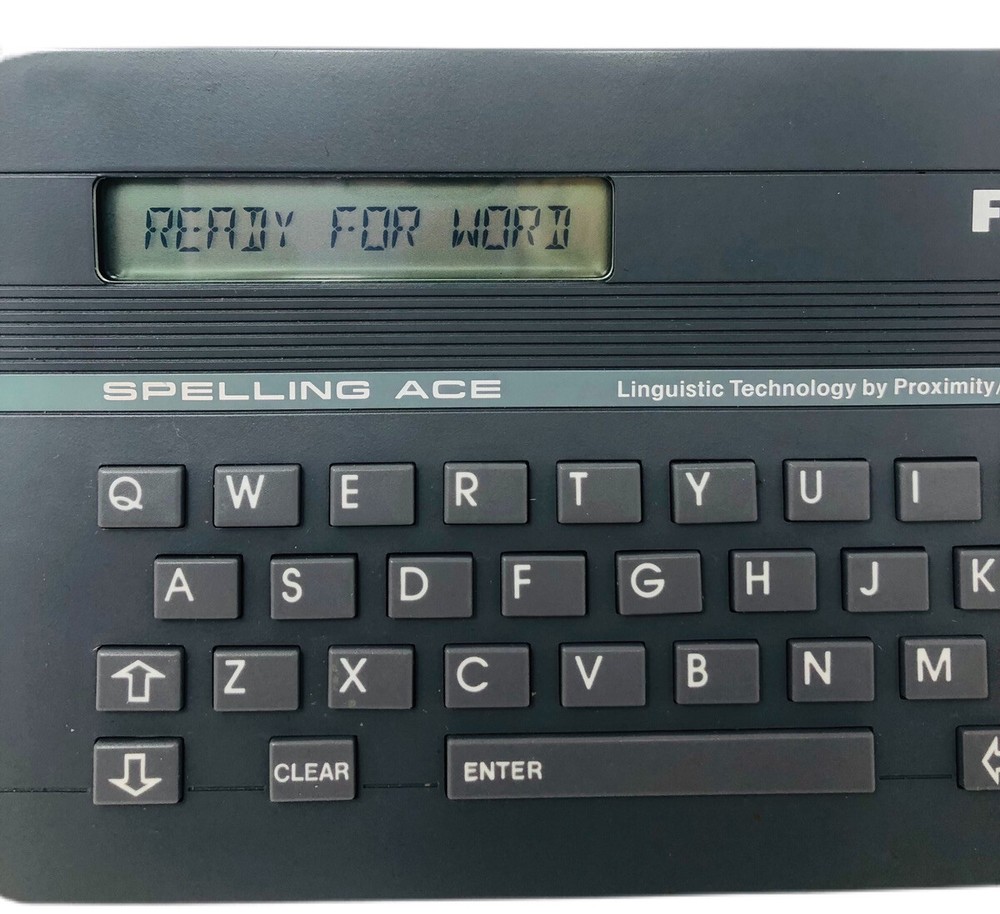 READY FOR WORD
F
SPELLING ACE Linguistic Technology by Proximity/
Q W E R T Y U I
A S D F G H J K
Z X C V B N M
CLEAR ENTER